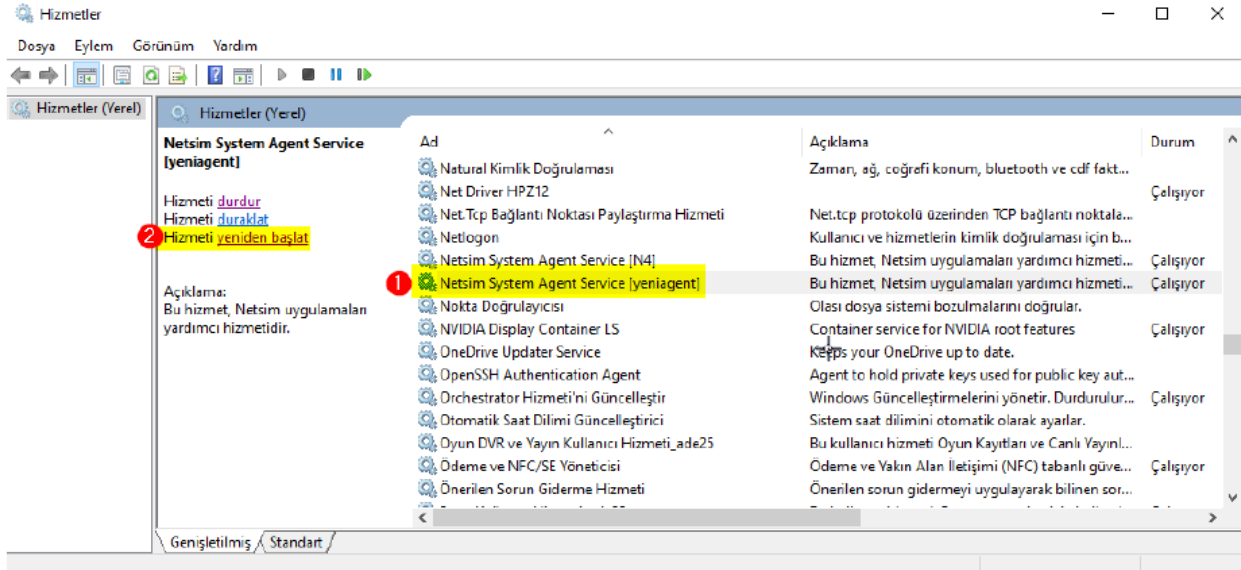 Hizmetler
Dosya Eylem Görünüm Yardım
Hizmetler (Yerel)
Hizmetler (Yerel)
Netsim System Agent Service
[yeniagent]
Hizmeti durdur
Hizmeti duraklat
2 Hizmeti yeniden başlat
Açıklama:
Bu hizmet, Netsim uygulamaları
yardımcı hizmetidir.
Ad Açıklama Durum
Natural Kimlik Doğrulaması Zaman, ağ, coğrafi konum, bluetooth ve cdf fakt...
Net Driver HPZ12 Çalışıyor
Net.Tcp Bağlantı Noktası Paylaştırma Hizmeti Net.tcp protokolü üzerinden TCP bağlantı noktala...
Netlogon Kullanıcı ve hizmetlerin kimlik doğrulaması için b...
Netsim System Agent Service [N4] Bu hizmet, Netsim uygulamaları yardımcı hizmeti... Çalışıyor
1 Netsim System Agent Service [yeniagent] Bu hizmet, Netsim uygulamaları yardımcı hizmeti... Çalışıyor
Nokta Doğrulayıcısı Olası dosya sistemi bozulmalarını doğrular.
NVIDIA Display Container LS Container service for NVIDIA root features Çalışıyor
OneDrive Updater Service Keeps your OneDrive up to date.
OpenSSH Authentication Agent Agent to hold private keys used for public key aut...
Orchestrator Hizmeti'ni Güncelleştir Windows Güncelleştirmelerini yönetir. Durdurulur... Çalışıyor
Otomatik Saat Dilimi Güncelleştirici Sistem saat dilimini otomatik olarak ayarlar.
Oyun DVR ve Yayın Kullanıcı Hizmeti_ade25 Bu kullanıcı hizmeti Oyun Kayıtları ve Canlı Yayınl...
Ödeme ve NFC/SE Yöneticisi Ödeme ve Yakın Alan İletişimi (NFC) tabanlı güve... Çalışıyor
Önerilen Sorun Giderme Hizmeti Önerilen sorun gidermeyi uygulayarak bilinen sor...
Genişletilmiş Standart